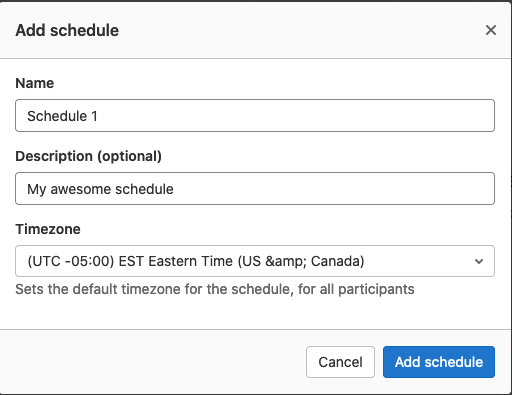 Add schedule
Name
Schedule 1
Description (optional)
My awesome schedule
Timezone
(UTC -05:00) EST Eastern Time (US &amp; Canada)
Sets the default timezone for the schedule, for all participants
Cancel Add schedule